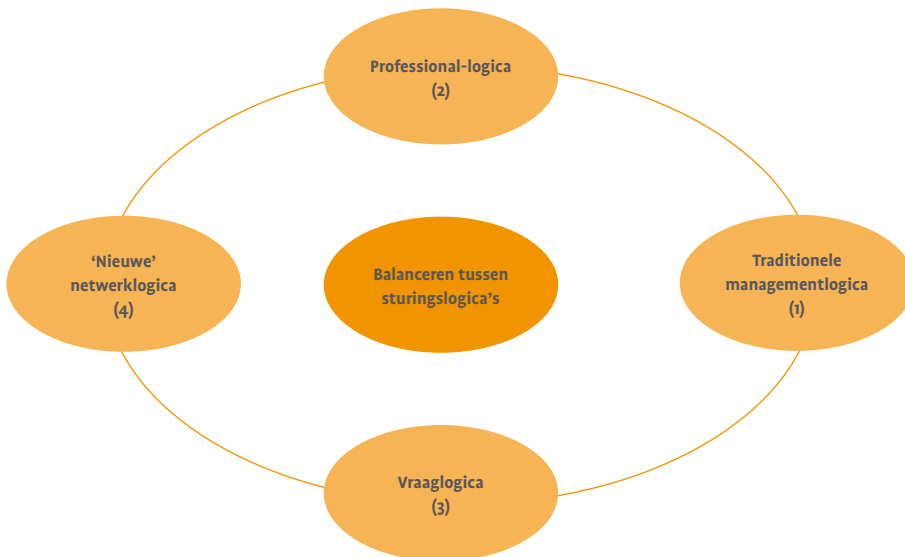 Professional-logica
(2)
‘Nieuwe’
netwerklogica
(4)
Balanceren tussen
sturingslogica’s
Traditionele
managementlogica
(1)
Vraaglogica
(3)